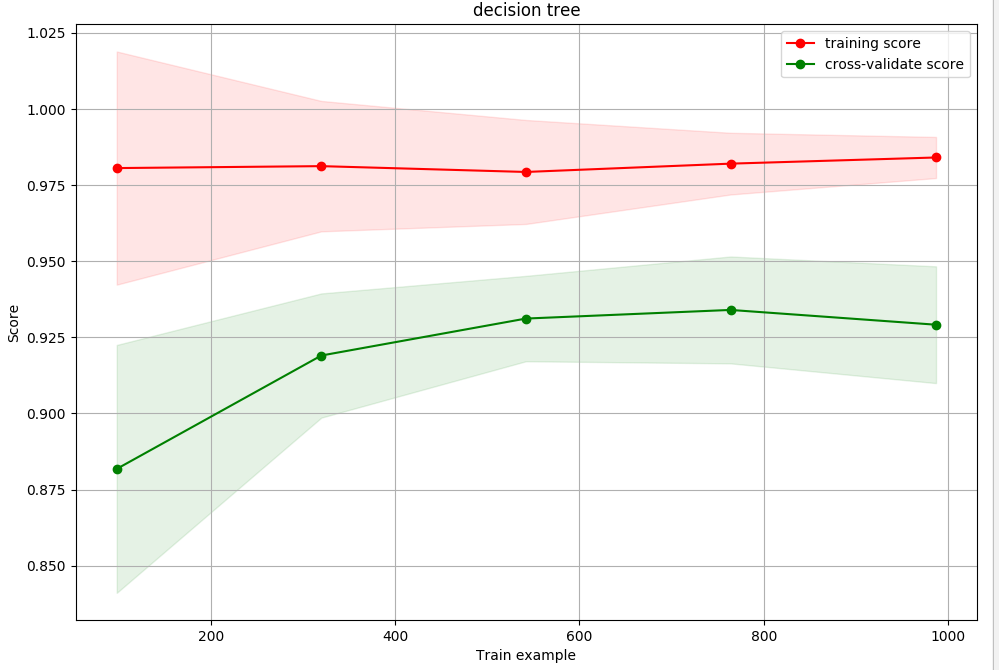 decision tree
training score
cross-validate score
1.025
1.000
0.975
0.950
0.925
0.900
0.875
0.850
Score
200 400 600 800 1000
Train example